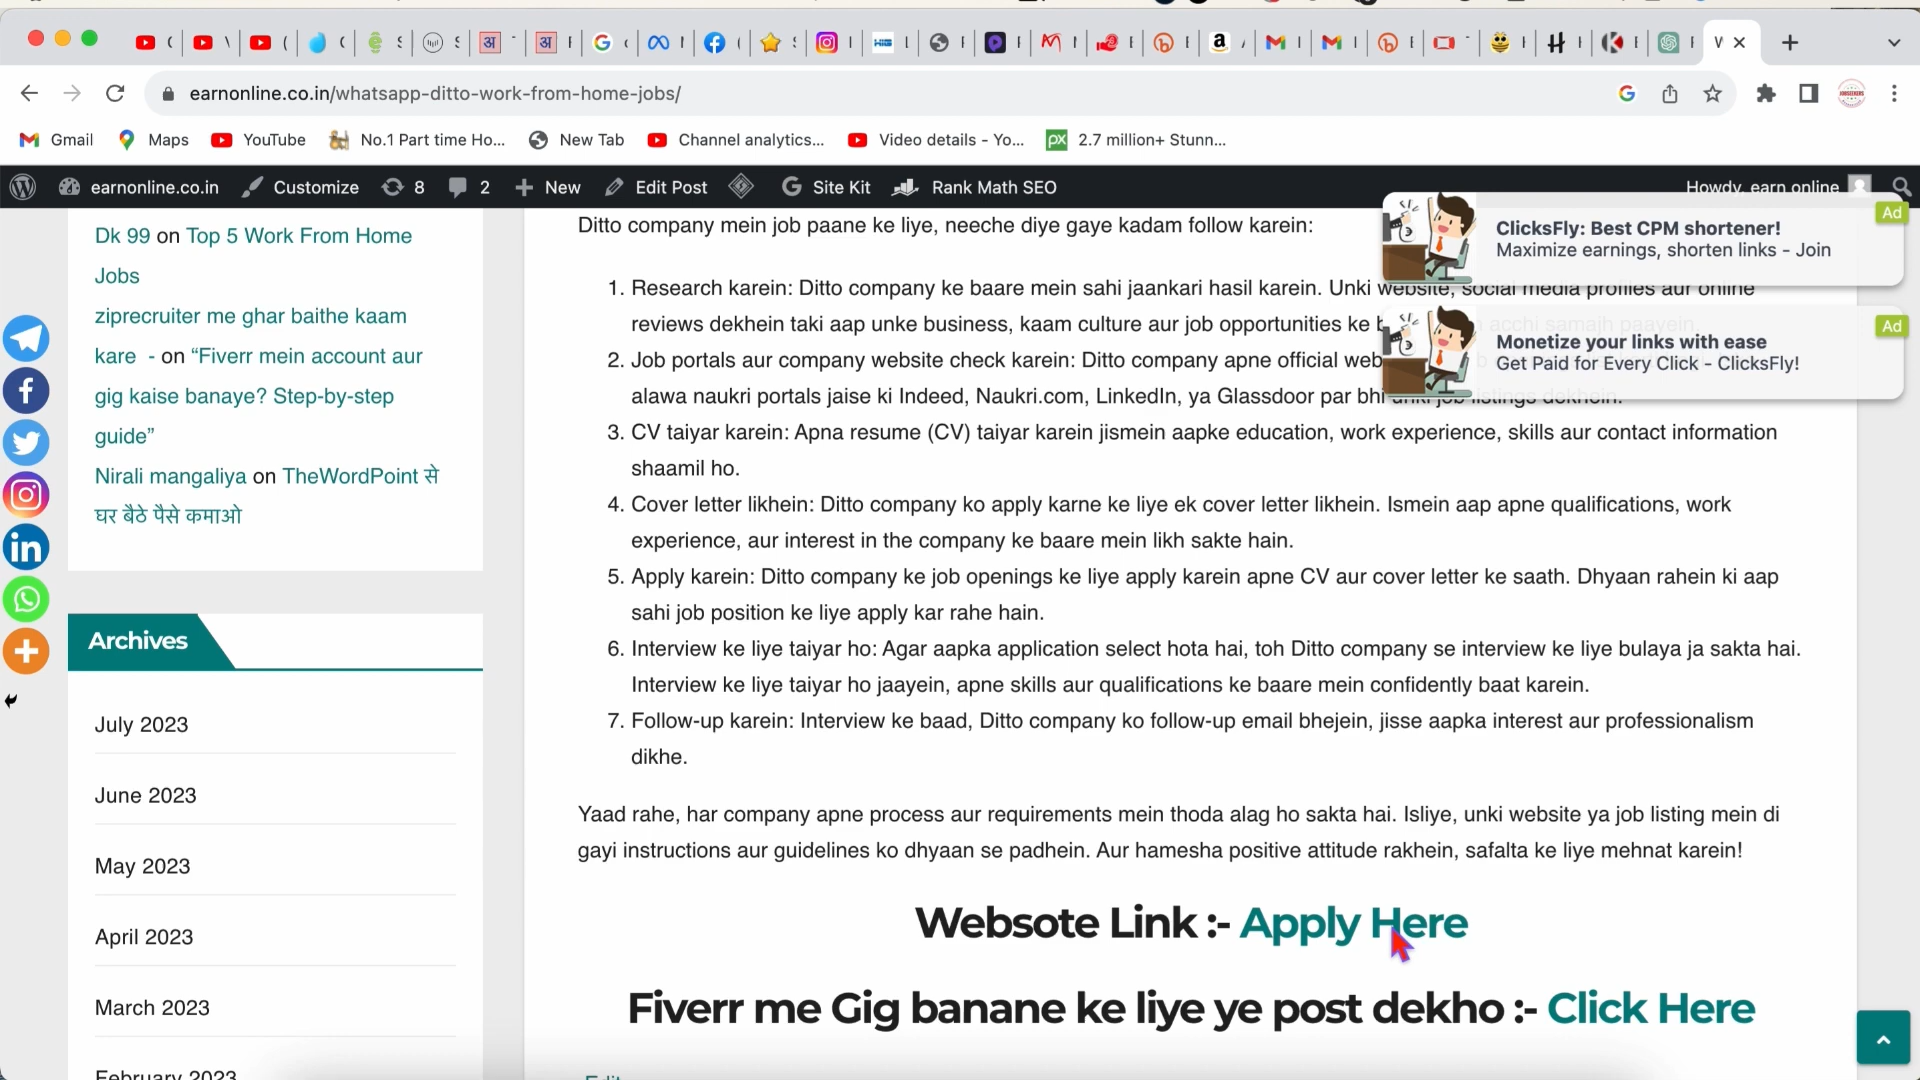 earnonline.co.in/whatsapp-ditto-work-from-home-jobs/
Gmail
Maps
YouTube
No.1 Part time Ho...
New Tab
Channel analytics...
Video details - Yo...
2.7 million+ Stunn...
earnonline.co.in
Customize
8
2
New
Edit Post
Site Kit
Rank Math SEO
Howdy, earn online
Dk 99 on Top 5 Work From Home
Jobs
ziprecruiter me ghar baithe kaam
kare - on “Fiverr mein account aur
gig kaise banaye? Step-by-step
guide”
Nirali mangaliya on TheWordPoint से
घर बैठे पैसे कमाओ
Archives
July 2023
June 2023
May 2023
April 2023
March 2023
February 2023
Ditto company mein job paane ke liye, neeche diye gaye kadam follow karein:
1. Research karein: Ditto company ke baare mein sahi jaankari hasil karein. Unki website, social media profiles aur online
reviews dekhein taki aap unke business, kaam culture aur job opportunities ke acchi samajh paayein.
2. Job portals aur company website check karein: Ditto company apne official
alawa naukri portals jaise ki Indeed, Naukri.com, LinkedIn, ya Glassdoor par bhi unki job listings dekhein.
3. CV taiyar karein: Apna resume (CV) taiyar karein jismein aapke education, work experience, skills aur contact information
shaamil ho.
4. Cover letter likhein: Ditto company ko apply karne ke liye ek cover letter likhein. Ismein aap apne qualifications, work
experience, aur interest in the company ke baare mein likh sakte hain.
5. Apply karein: Ditto company ke job openings ke liye apply karein apne CV aur cover letter ke saath. Dhyaan rahein ki aap
sahi job position ke liye apply kar rahe hain.
6. Interview ke liye taiyar ho: Agar aapka application select hota hai, toh Ditto company se interview ke liye bulaya ja sakta hai.
Interview ke liye taiyar ho jaayein, apne skills aur qualifications ke baare mein confidently baat karein.
7. Follow-up karein: Interview ke baad, Ditto company ko follow-up email bhejein, jisse aapka interest aur professionalism
dikhe.
Yaad rahe, har company apne process aur requirements mein thoda alag ho sakta hai. Isliye, unki website ya job listing mein di
gayi instructions aur guidelines ko dhyaan se padhein. Aur hamesha positive attitude rakhein, safalta ke liye mehnat karein!
Websote Link :- Apply Here
Fiverr me Gig banane ke liye ye post dekho :- Click Here
Edit
Ad
ClicksFly: Best CPM shortener!
Maximize earnings, shorten links - Join
Ad
Monetize your links with ease
Get Paid for Every Click - ClicksFly!